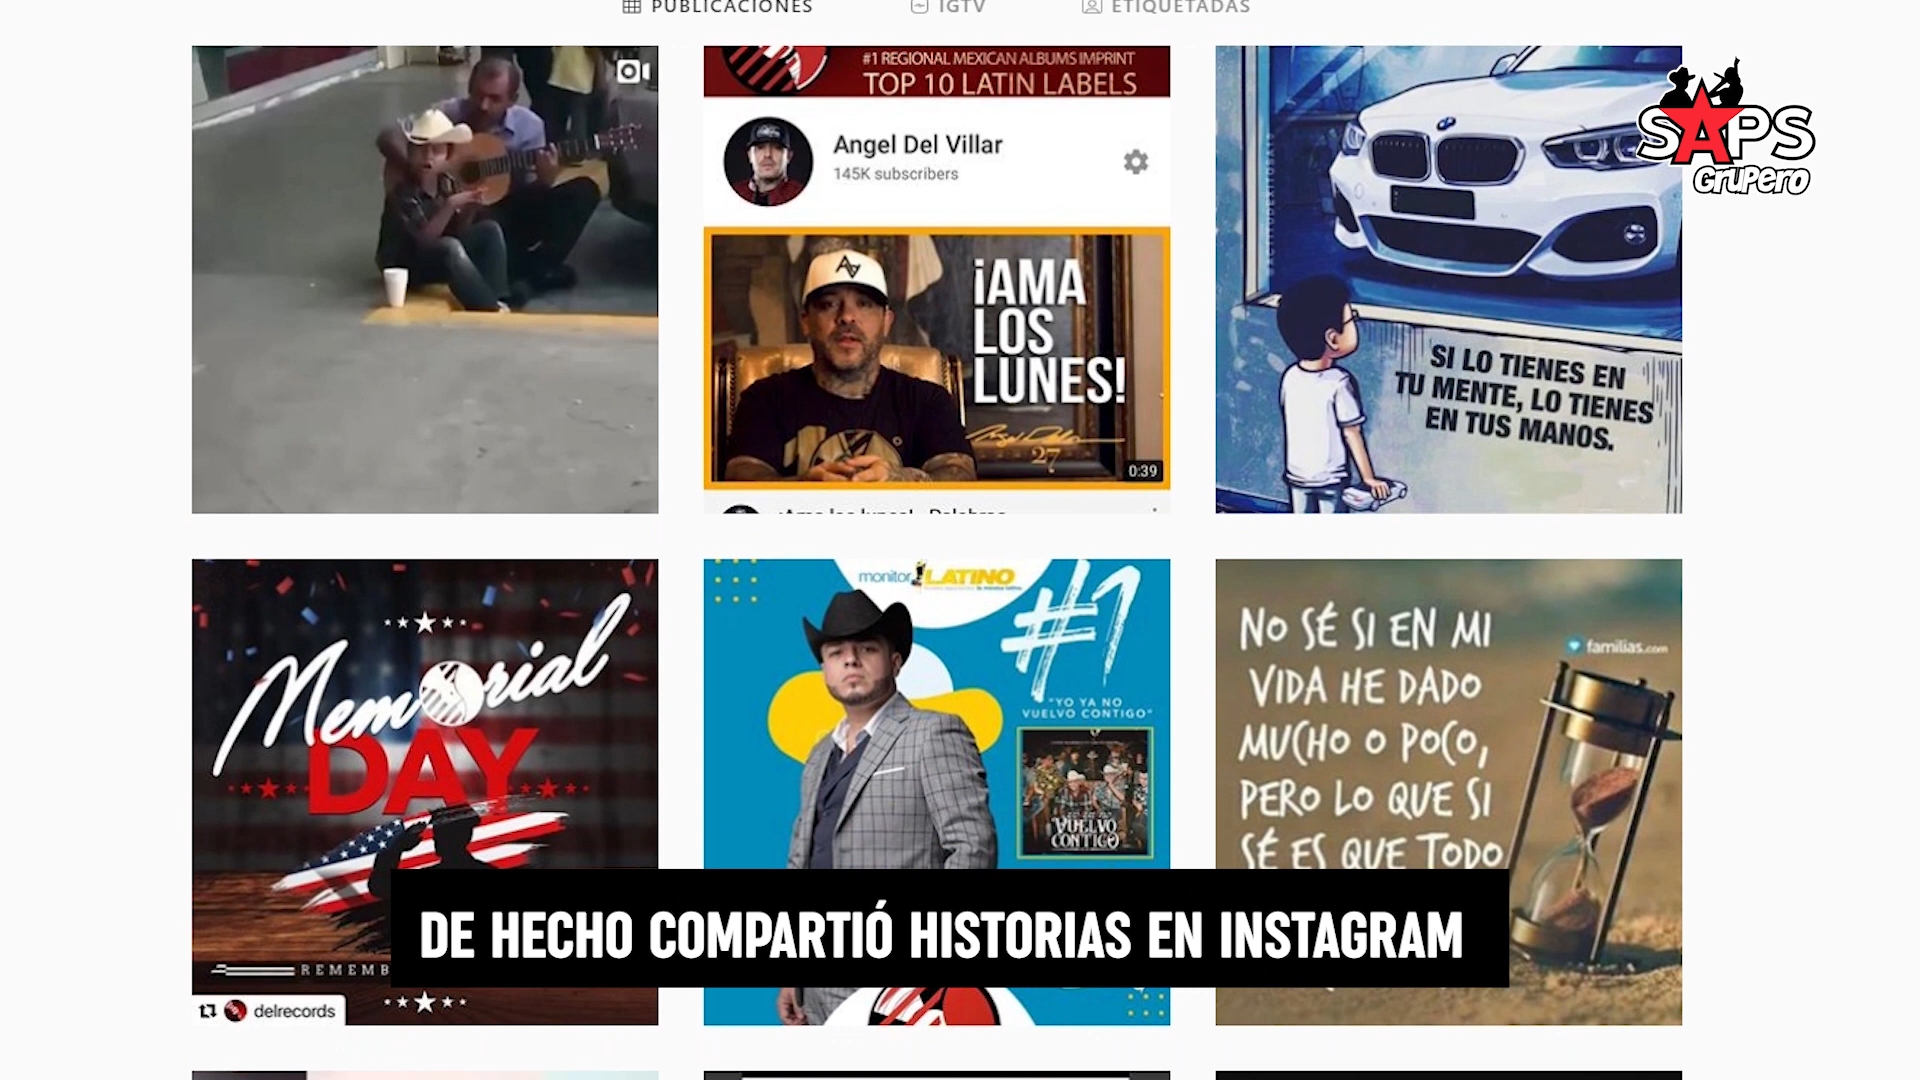 PUBLICACIONES
IGTV
ETIQUETADAS
#1 REGIONAL MEXICAN ALBUMS IMPRINT
TOP 10 LATIN LABELS
Angel Del Villar
145K subscribers
¡AMA
LOS
LUNES!
27
0:39
SAPS
GRUPERO
SI LO TIENES EN
TU MENTE, LO TIENES
EN TUS MANOS.
Memorial
DAY
REMEMB
delrecords
monitorLATINO
#1
"YO YA NO
VUELVO CONTIGO"
VUELVO
CONTIGO
NO SÉ SI EN MI
VIDA HE DADO
MUCHO O POCO,
PERO LO QUE SI
SÉ ES QUE TODO
familias.com
DE HECHO COMPARTIÓ HISTORIAS EN INSTAGRAM